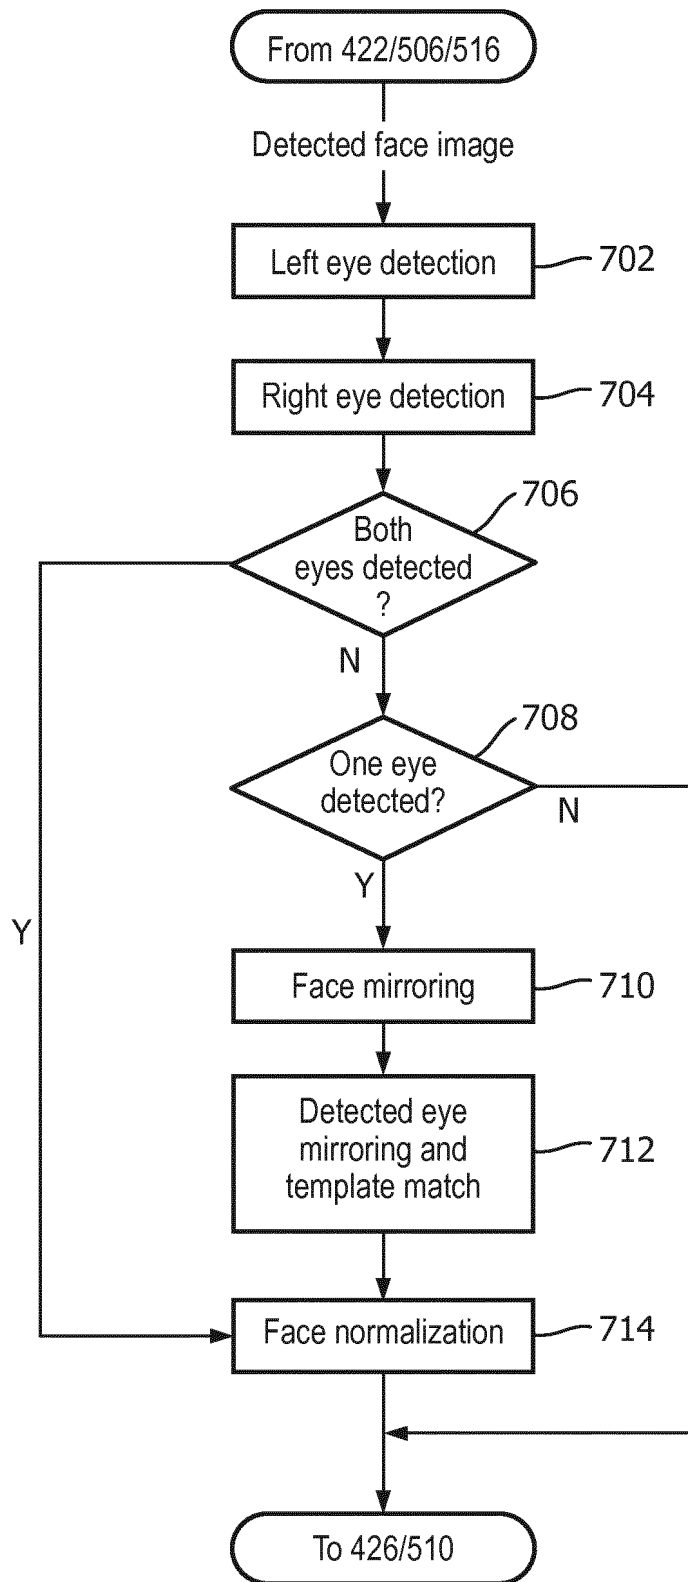 From 422/506/516
Detected face image
Left eye detection
702
Right eye detection
704
706
Both
eyes detected
?
N
708
One eye
detected?
N
Y
Y
Face mirroring
710
Detected eye
mirroring and
template match
712
Face normalization
714
To 426/510